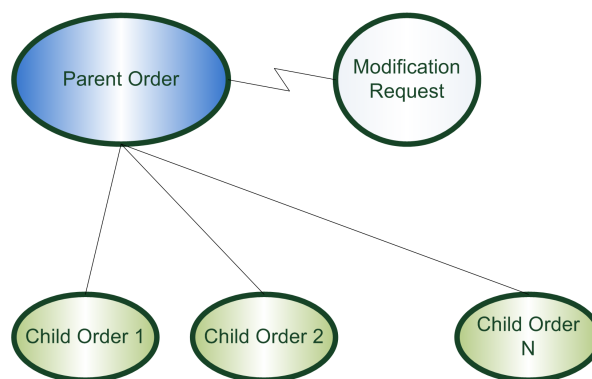 Parent Order
Modification
Request
Child Order 1
Child Order 2
Child Order
N